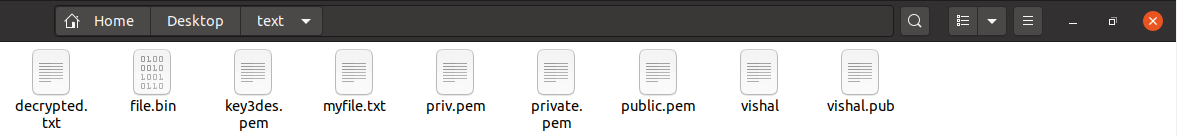 Home Desktop text
0100
0010
1001
0110
decrypted.
txt
file.bin
key3des.
pem
myfile.txt
priv.pem
private.
pem
public.pem
vishal
vishal.pub